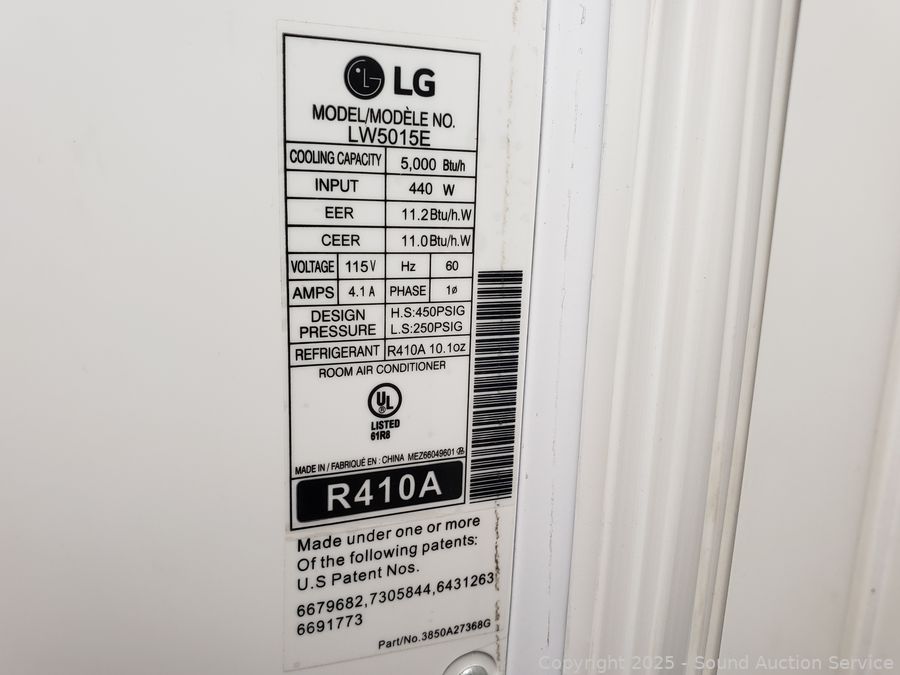 LG
MODEL/MODÈLE NO.
LW5015E
COOLING CAPACITY 5,000 Btu/h
INPUT 440 W
EER 11.2Btu/h.W
CEER 11.0Btu/h.W
VOLTAGE 115V Hz 60
AMPS 4.1 A PHASE 1ø
DESIGN PRESSURE H.S:450PSIG
L.S:250PSIG
REFRIGERANT R410A 10.1oz
ROOM AIR CONDITIONER
UL
LISTED
61R8
MADE IN / FABRIQUÉ EN : CHINA MEZ66049601
R410A
Made under one or more
Of the following patents:
U.S Patent Nos.
6679682,7305844,6431263
6691773
Part/No.3850A27368G
Copyright 2025 - Sound Auction Service